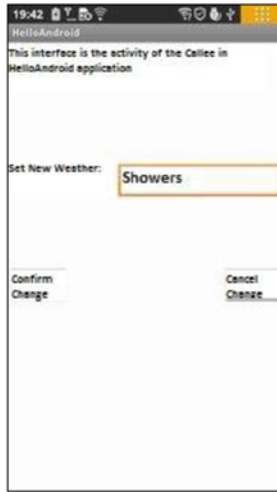 19:42
HelloAndroid
This interface is the activity of the Callee in
HelloAndroid application
Set New Weather:
Showers
Confirm
Change
Cancel
Change